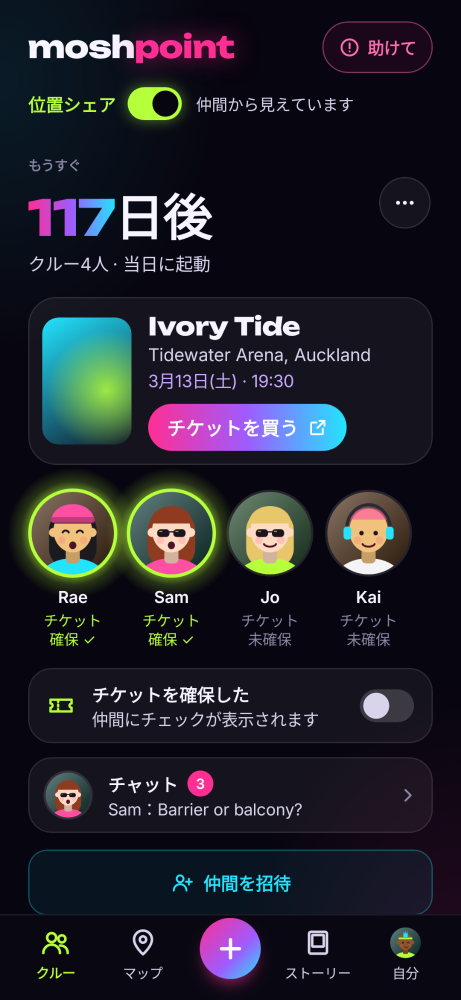 moshpoint
助けて
位置シェア
仲間から見えています
もうすぐ
117日後
クルー4人 · 当日に起動
Ivory Tide
Tidewater Arena, Auckland
3月13日(土) · 19:30
チケットを買う
Rae
チケット
確保 ✓
Sam
チケット
確保 ✓
Jo
チケット
未確保
Kai
チケット
未確保
チケットを確保した
仲間にチェックが表示されます
チャット 3
Sam：Barrier or balcony?
仲間を招待
クルー
マップ
ストーリー
自分